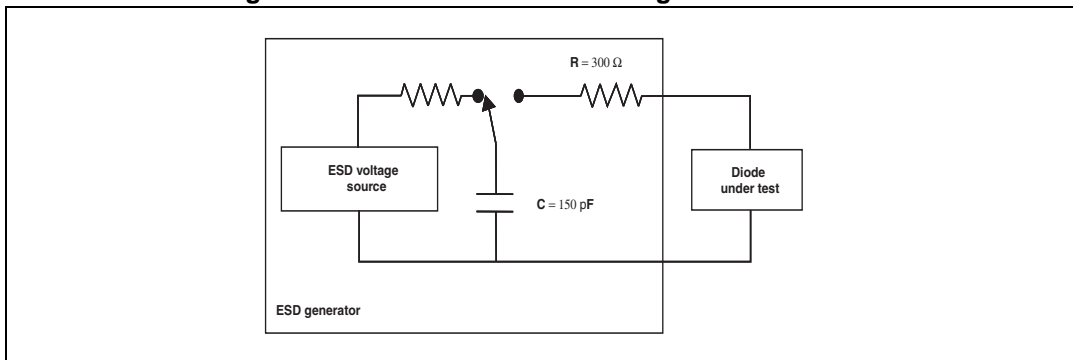 R = 300 Ω
ESD voltage
source
Diode
under test
C = 150 pF
ESD generator